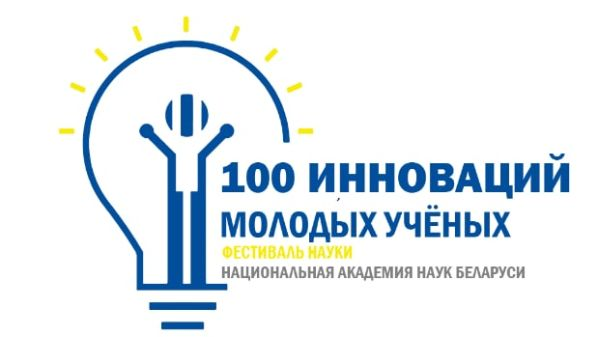 100 ИННОВАЦИЙ
МОЛОДЫХ УЧЁНЫХ
ФЕСТИВАЛЬ НАУКИ
НАЦИОНАЛЬНАЯ АКАДЕМИЯ НАУК БЕЛАРУСИ